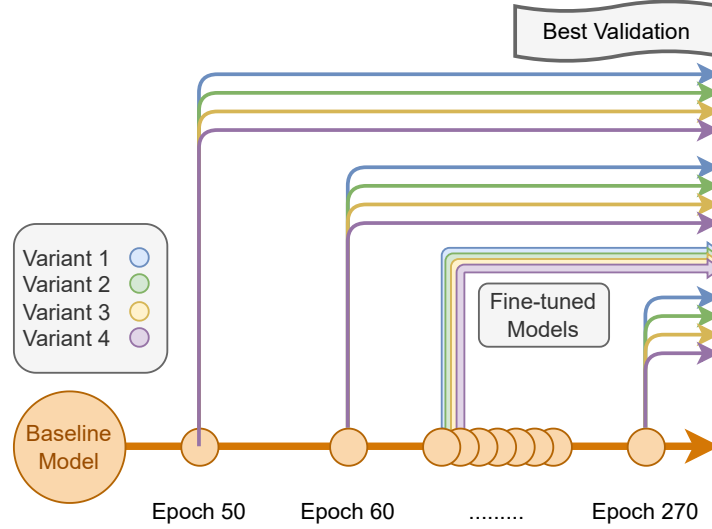 Best Validation
Variant 1
Variant 2
Variant 3
Variant 4
Fine-tuned
Models
Baseline
Model
Epoch 50
Epoch 60
.........
Epoch 270